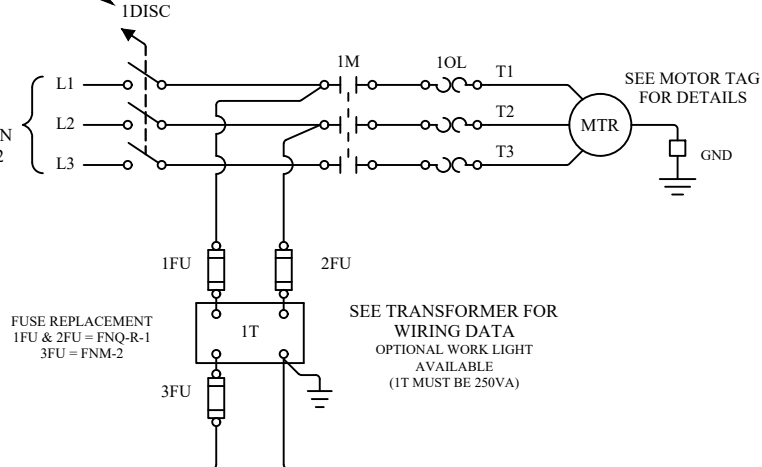 1DISC
1M
1OL
T1
SEE MOTOR TAG
FOR DETAILS
L1
L2
T2
MTR
N
2
L3
T3
GND
1FU
2FU
FUSE REPLACEMENT
1FU & 2FU = FNQ-R-1
3FU = FNM-2
1T
SEE TRANSFORMER FOR
WIRING DATA
OPTIONAL WORK LIGHT
AVAILABLE
(1T MUST BE 250VA)
3FU